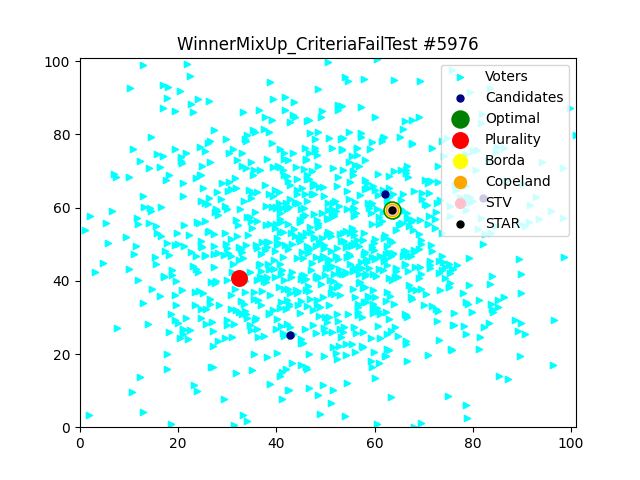 WinnerMixUp_CriteriaFailTest #5976
100
80
60
40
20
0
0 20 40 60 80 100
Voters
Candidates
Optimal
Plurality
Borda
Copeland
STV
STAR